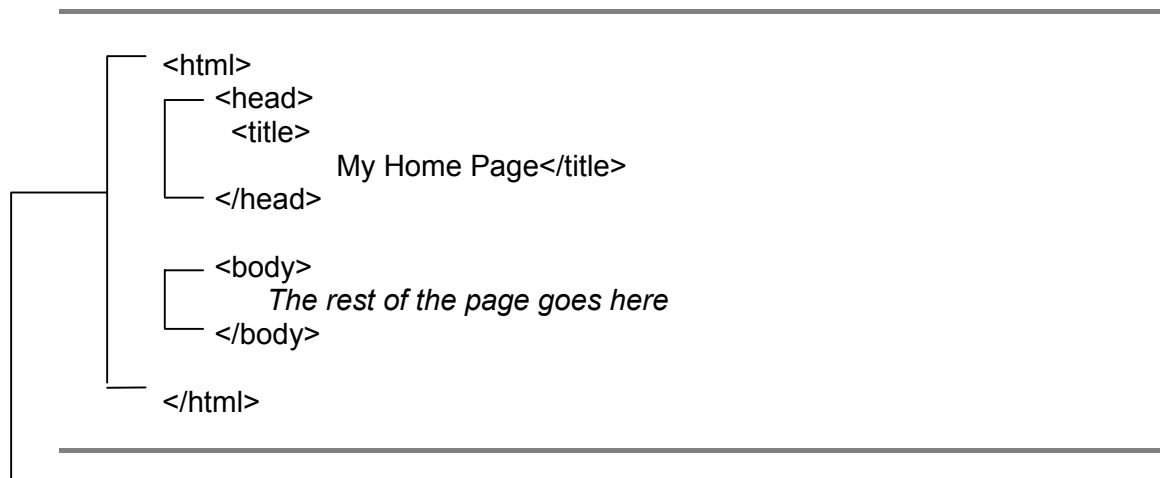 <html>
<head>
<title>
My Home Page</title>
</head>
<body>
The rest of the page goes here
</body>
</html>